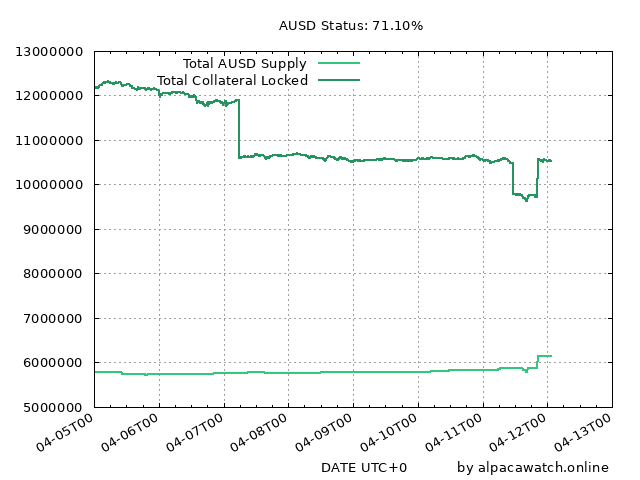 AUSD Status: 71.10%
13000000
Total AUSD Supply
Total Collateral Locked
12000000
11000000
10000000
9000000
8000000
7000000
6000000
5000000
04-05T00 04-06T00 04-07T00 04-08T00 04-09T00 04-10T00 04-11T00 04-12T00 04-13T00
DATE UTC+0 by alpacawatch.online